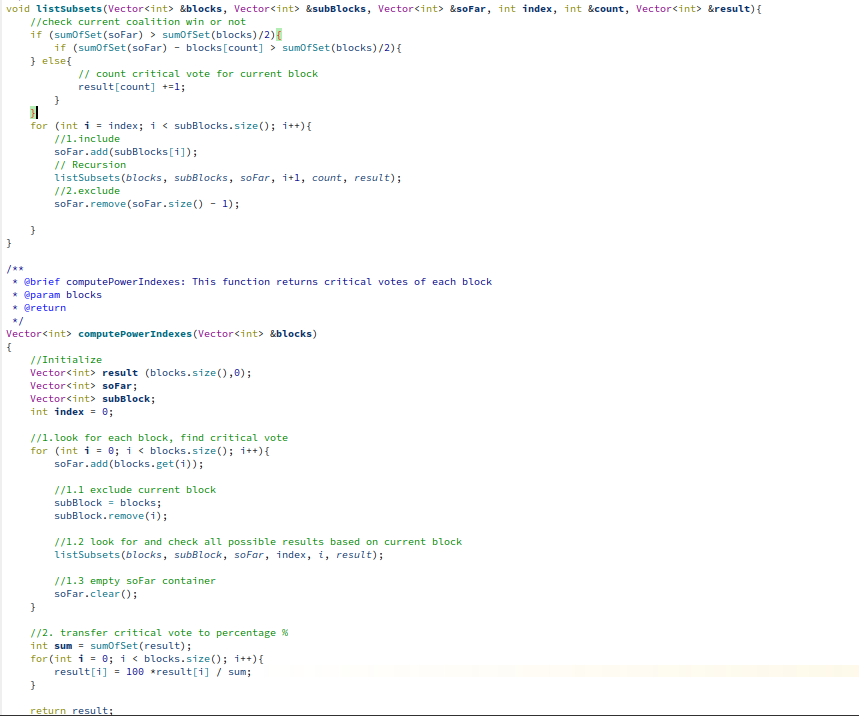 void listSubsets(Vector<int> &blocks, Vector<int> &subBlocks, Vector<int> &soFar, int index, int &count, Vector<int> &result){
    //check current coalition win or not
    if (sumOfSet(soFar) > sumOfSet(blocks)/2){
        if (sumOfSet(soFar) - blocks[count] > sumOfSet(blocks)/2){
    } else{
            // count critical vote for current block
            result[count] +=1;
        }
    }
    for (int i = index; i < subBlocks.size(); i++){
        //1.include
        soFar.add(subBlocks[i]);
        // Recursion
        listSubsets(blocks, subBlocks, soFar, i+1, count, result);
        //2.exclude
        soFar.remove(soFar.size() - 1);

    }
}

/**
 * @brief computePowerIndexes: This function returns critical votes of each block
 * @param blocks
 * @return
 */
Vector<int> computePowerIndexes(Vector<int> &blocks)
{
    //Initialize
    Vector<int> result (blocks.size(),0);
    Vector<int> soFar;
    Vector<int> subBlock;
    int index = 0;

    //1.look for each block, find critical vote
    for (int i = 0; i < blocks.size(); i++){
        soFar.add(blocks.get(i));

        //1.1 exclude current block
        subBlock = blocks;
        subBlock.remove(i);

        //1.2 look for and check all possible results based on current block
        listSubsets(blocks, subBlock, soFar, index, i, result);

        //1.3 empty soFar container
        soFar.clear();
    }

    //2. transfer critical vote to percentage %
    int sum = sumOfSet(result);
    for(int i = 0; i < blocks.size(); i++){
        result[i] = 100 *result[i] / sum;
    }

    return result;